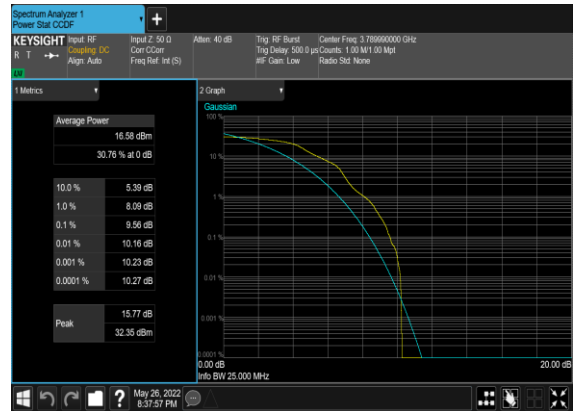 Spectrum Analyzer 1
Power Stat CCDF
KEYSIGHT
R T
LXI
Input: RF
Coupling: DC
Align: Auto
Input Z: 50 Ω
Corr CCorr
Freq Ref: Int (S)
Atten: 40 dB
Trig: RF Burst
Trig Delay: 500.0 µs
#IF Gain: Low
Center Freq: 3.789990000 GHz
Counts: 1.00 M/1.00 Mpt
Radio Std: None
1 Metrics
Average Power
16.58 dBm
30.76 % at 0 dB
10.0 % 5.39 dB
1.0 % 8.09 dB
0.1 % 9.56 dB
0.01 % 10.16 dB
0.001 % 10.23 dB
0.0001 % 10.27 dB
Peak
15.77 dB
32.35 dBm
2 Graph
Gaussian
100 %
10 %
1 %
0.1 %
0.01 %
0.001 %
0.0001 %
0.00 dB
20.00 dB
Info BW 25.000 MHz
?
May 26, 2022
8:37:57 PM